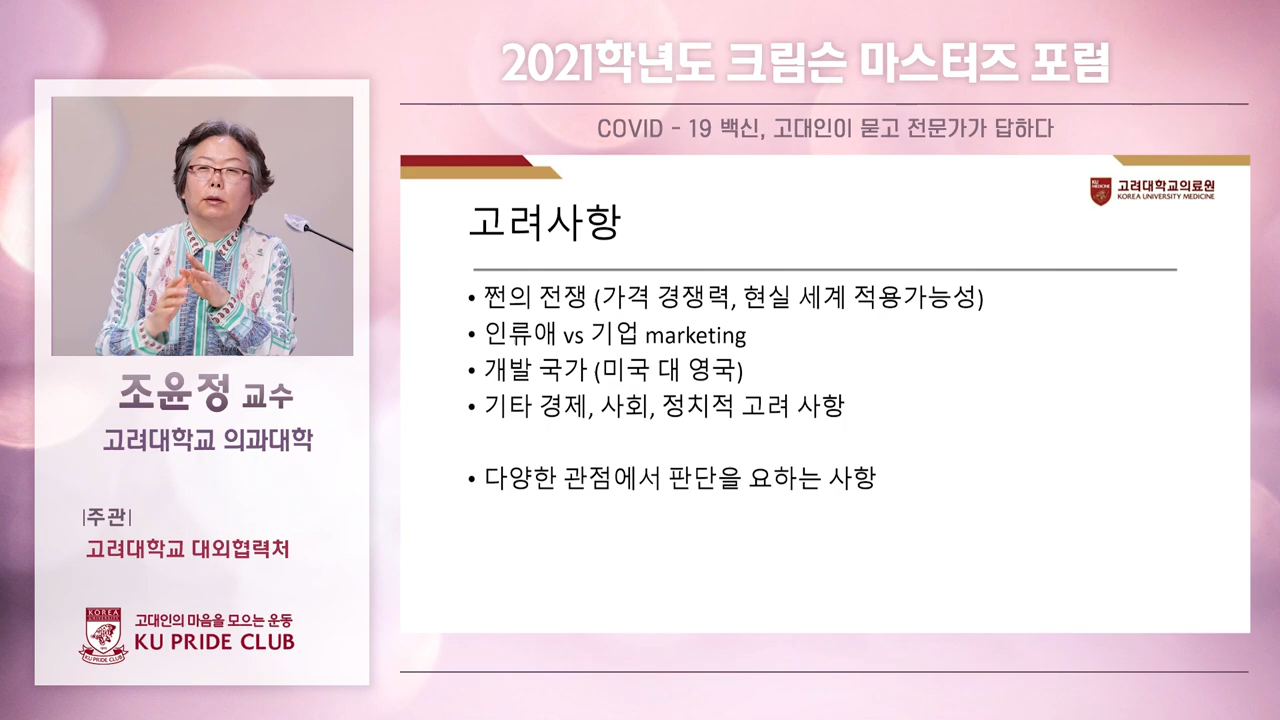 2021학년도 크림슨 마스터즈 포럼
COVID - 19 백신, 고대인이 묻고 전문가가 답하다
조윤정 교수
고려대학교 의과대학
|주관|
고려대학교 대외협력처
KOREA
UNIVERSITY
KU PRIDE CLUB
고대인의 마음을 모으는 운동
KU PRIDE CLUB
KU
MEDICINE
고려대학교의료원
KOREA UNIVERSITY MEDICINE
고려사항
• 쩐의 전쟁 (가격 경쟁력, 현실 세계 적용가능성)
• 인류애 vs 기업 marketing
• 개발 국가 (미국 대 영국)
• 기타 경제, 사회, 정치적 고려 사항
• 다양한 관점에서 판단을 요하는 사항